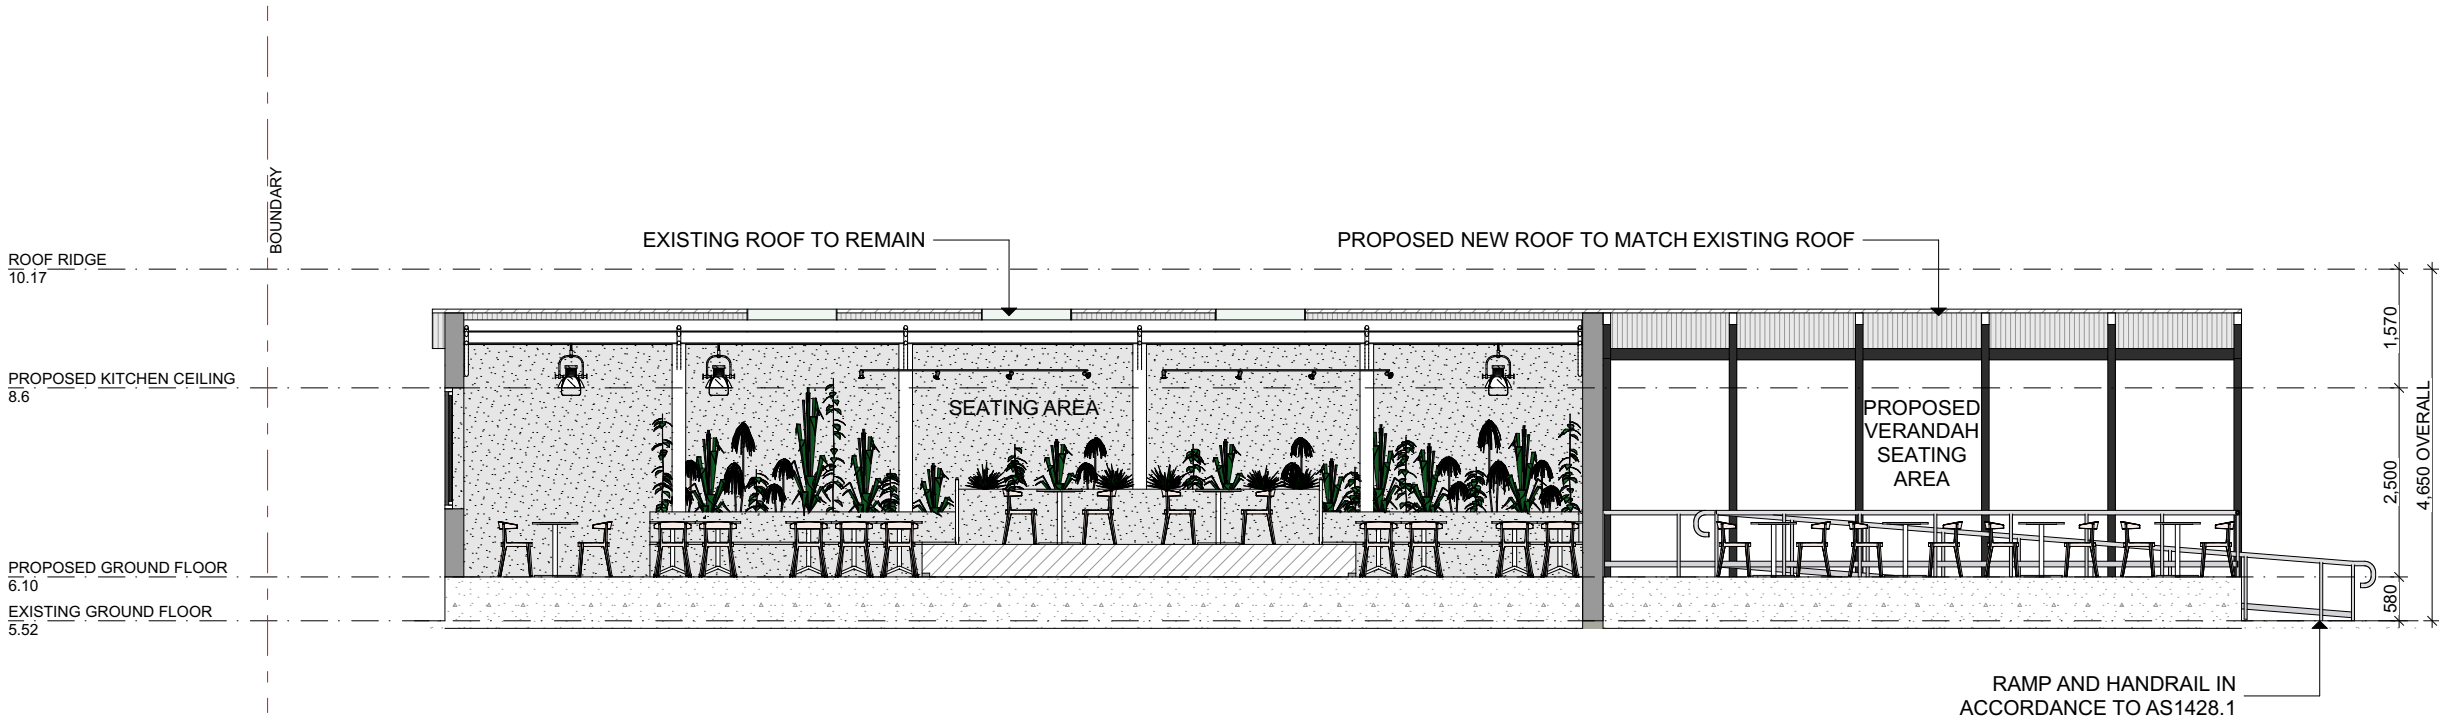 BOUNDARY
EXISTING ROOF TO REMAIN
PROPOSED NEW ROOF TO MATCH EXISTING ROOF
ROOF RIDGE
10.17
PROPOSED KITCHEN CEILING
8.6
SEATING AREA
PROPOSED
VERANDAH
SEATING
AREA
PROPOSED GROUND FLOOR
6.10
EXISTING GROUND FLOOR
5.52
1,570
2,500
580
4,650 OVERALL
RAMP AND HANDRAIL IN
ACCORDANCE TO AS1428.1